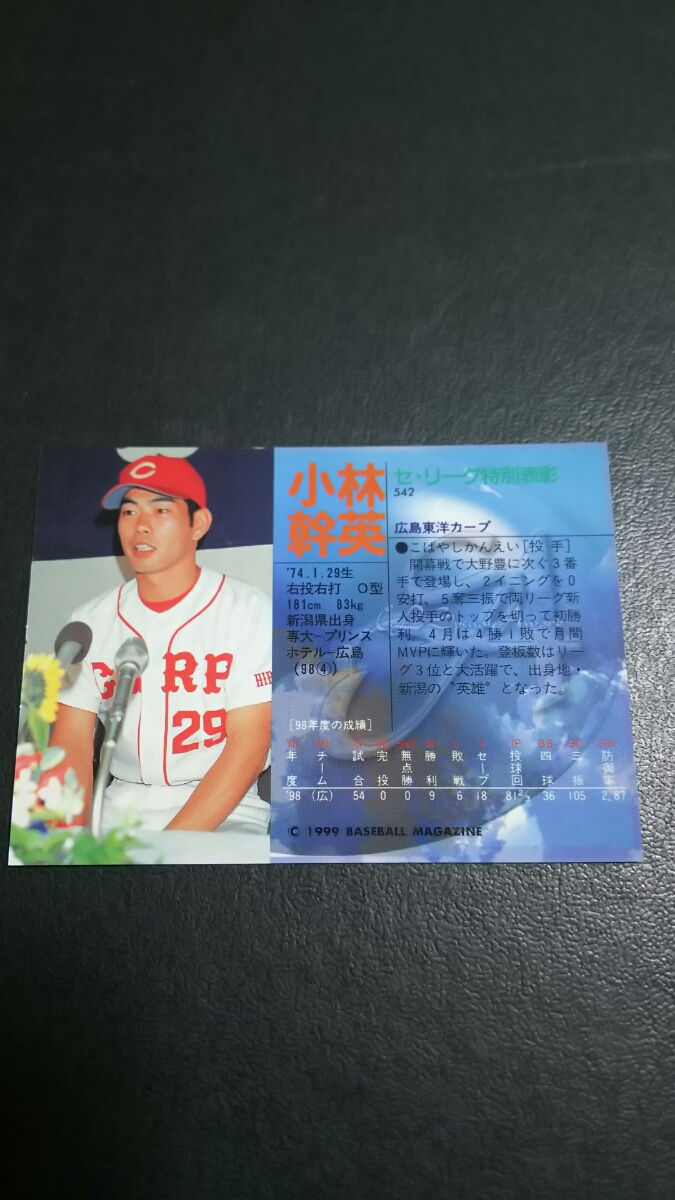 小林
幹英
セ・リーグ特別表彰
542
広島東洋カープ
'74.1.29生
右投右打 O型
181cm 83kg
新潟県出身
専大-プリンス
ホテル-広島
(98④)
●こばやしかんえい[投 手]
開幕戦で大野豊に次ぐ3番
手で登場し、2イニングを0
安打、5奪三振で両リーグ新
人投手のトップを切って初勝
利。4月は4勝1敗で月間
MVPに輝いた。登板数はリー
グ3位と大活躍で、出身地・
新潟の“英雄”となった。
[98年度の成績]
年度 チーム 試合 完投 無点 勝利 敗戦 セーブ 投球回 四球 三振 防御率
'98 (広) 54 0 0 9 6 18 81⅔ 36 105 2.87
© 1999 BASEBALL MAGAZINE
C
CARP
29
HIR